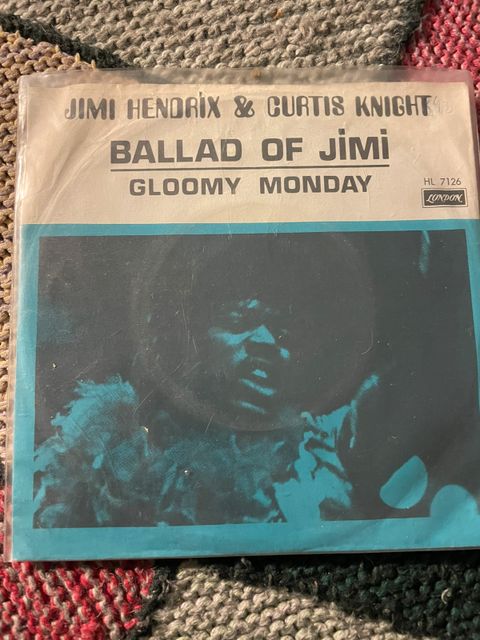 JIMI HENDRIX & CURTIS KNIGHT
BALLAD OF JIMI
GLOOMY MONDAY
HL 7126
LONDON